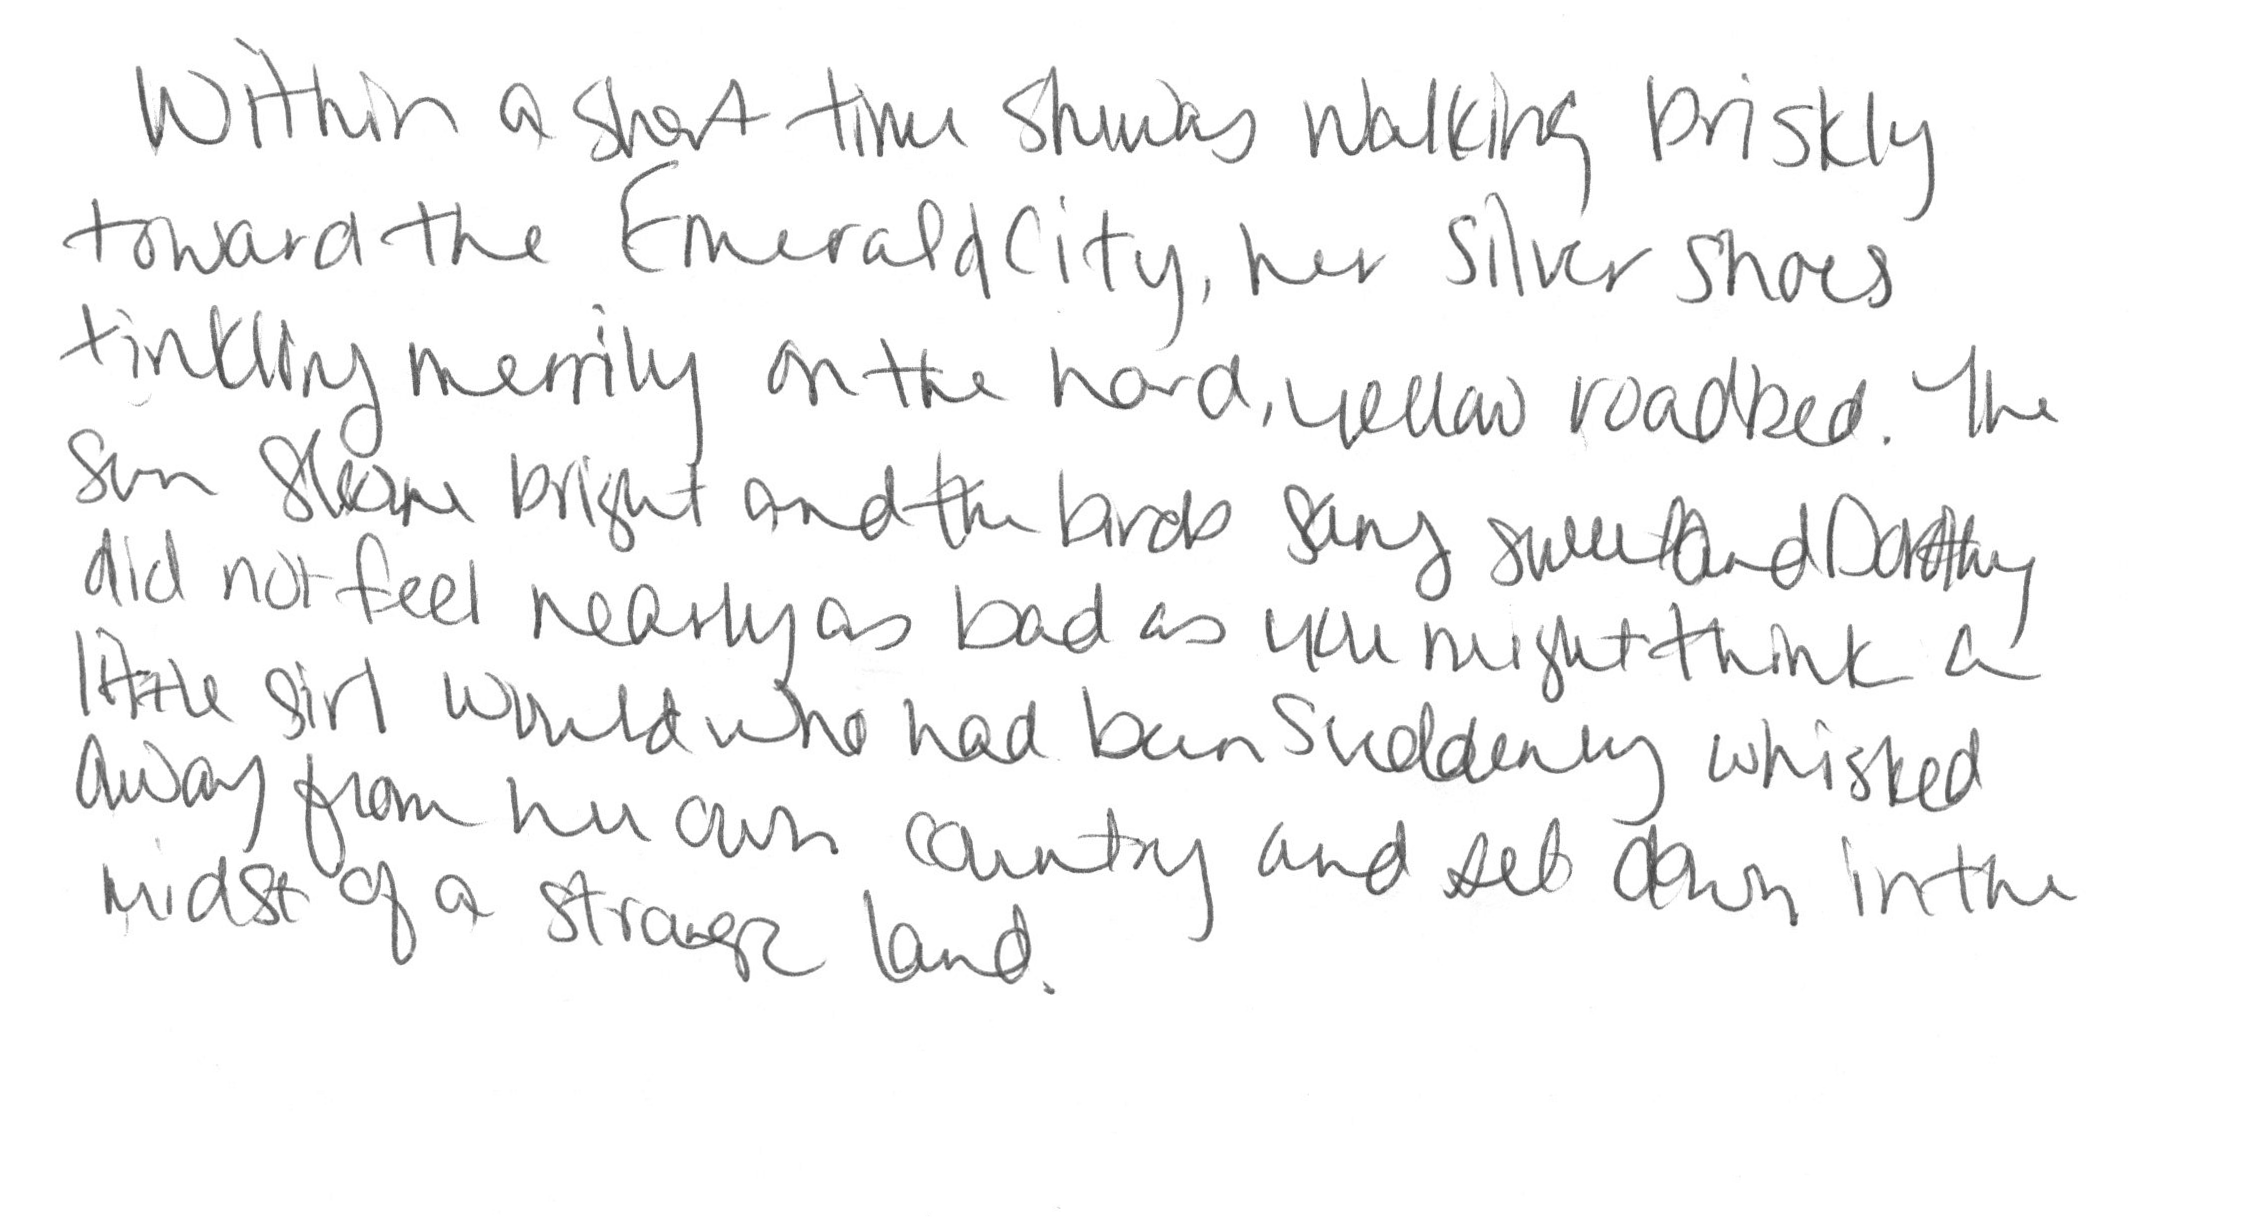 Within a short time she was walking briskly
toward the Emerald City, her silver shoes
tinkling merrily on the hard, yellow roadbed. The
sun shone bright and the birds sang sweet and Dorothy
did not feel nearly as bad as you might think a
little girl would who had been suddenly whisked
away from her own country and set down in the
midst of a strange land.